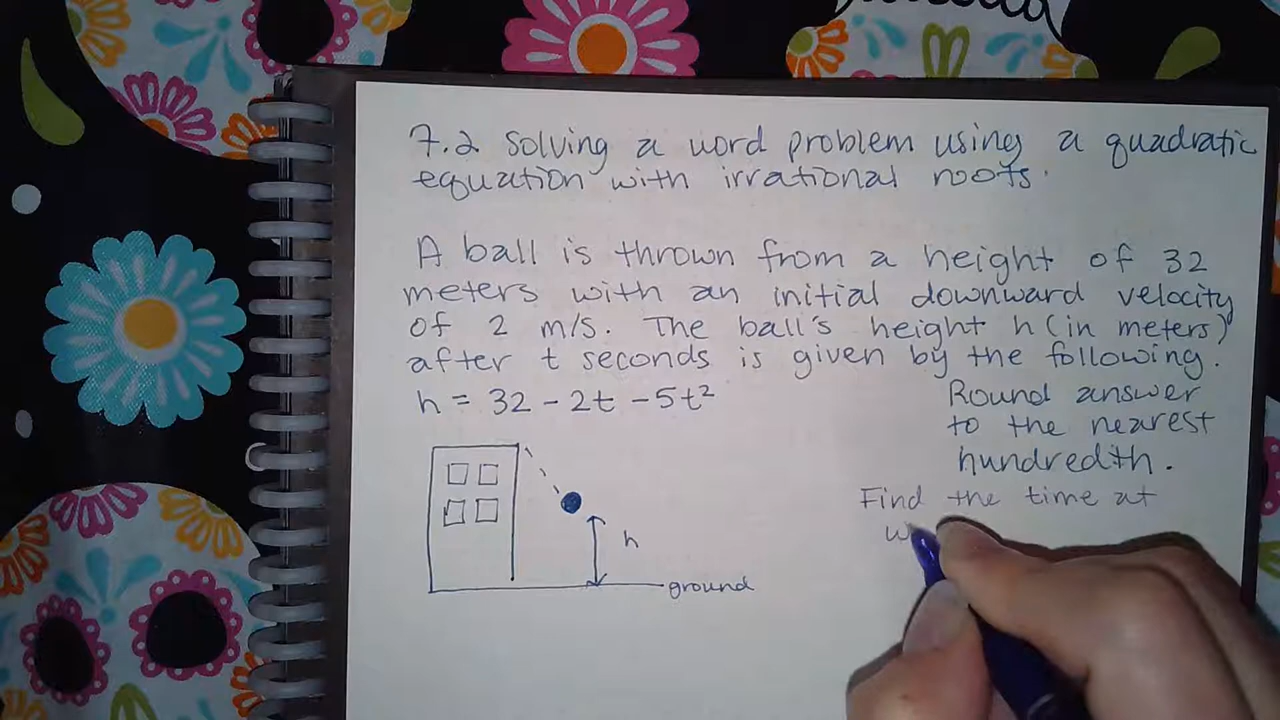 7.2 Solving a word problem using a quadratic
equation with irrational roots.
A ball is thrown from a height of 32
meters with an initial downward velocity
of 2 m/s. The ball's height h (in meters)
after t seconds is given by the following.
h = 32 - 2t - 5t²
Round answer
to the nearest
hundredth.
Find the time at
w
h
ground